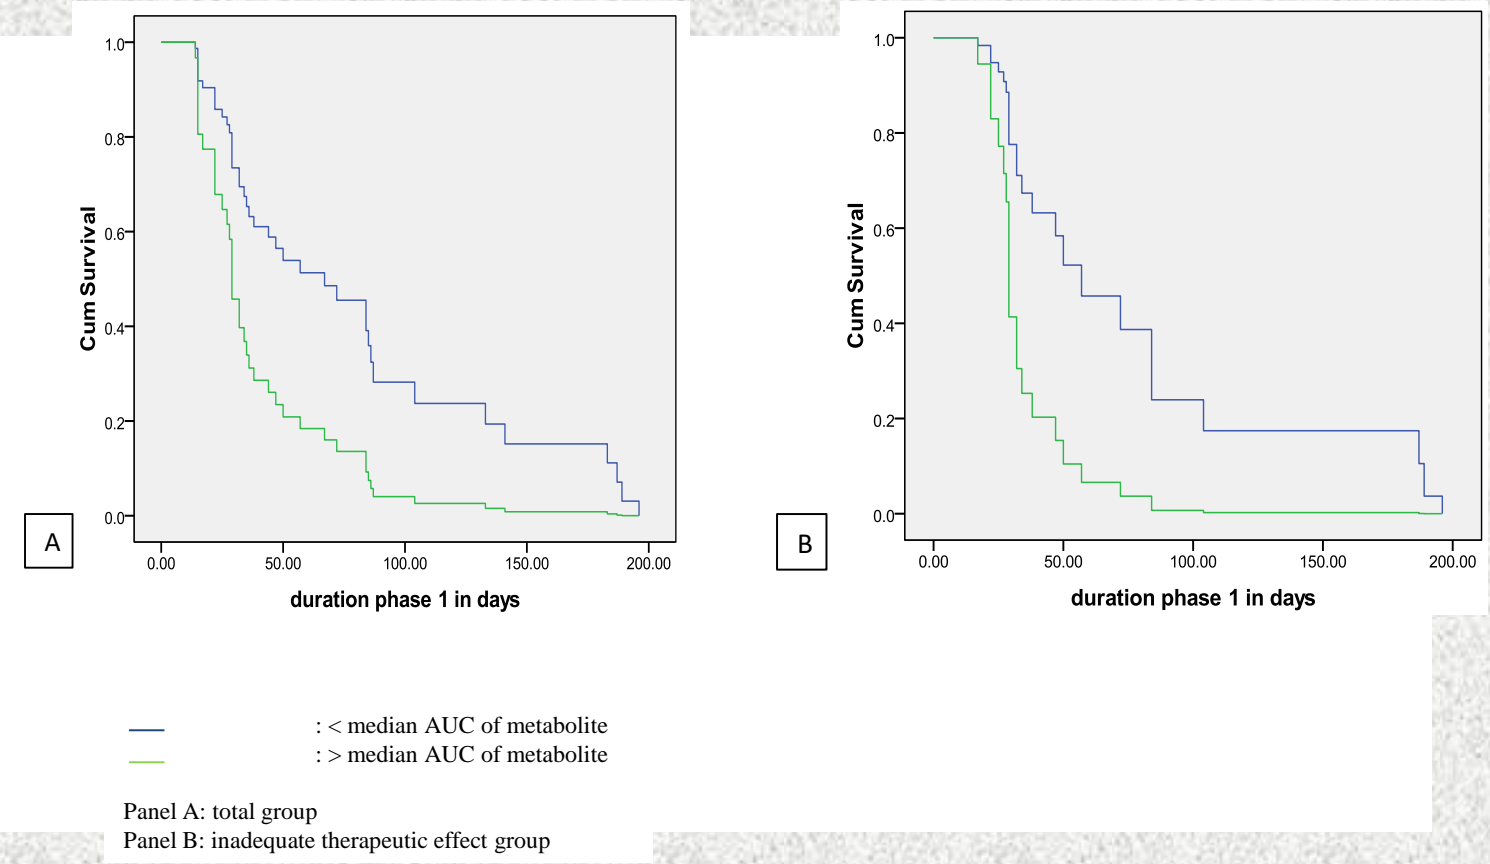 1.0
0.8
0.6
0.4
0.2
0.0
Cum Survival
0.00 50.00 100.00 150.00 200.00
duration phase 1 in days
A
1.0
0.8
0.6
0.4
0.2
0.0
Cum Survival
0.00 50.00 100.00 150.00 200.00
duration phase 1 in days
B
: < median AUC of metabolite
: > median AUC of metabolite
Panel A: total group
Panel B: inadequate therapeutic effect group